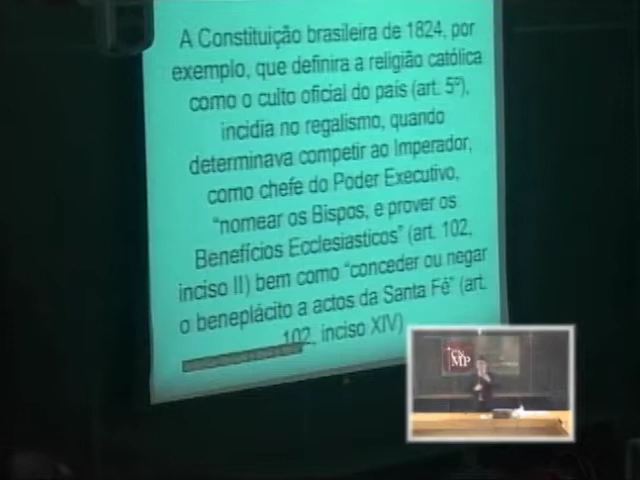 A Constituição brasileira de 1824, por
exemplo, que definira a religião católica
como o culto oficial do país (art. 5º),
incidia no regalismo, quando
determinava competir ao Imperador,
como chefe do Poder Executivo,
“nomear os Bispos, e prover os
Benefícios Ecclesiasticos” (art. 102,
inciso II) bem como “conceder ou negar
o beneplácito a actos da Santa Fé” (art.
102, inciso XIV)
MP